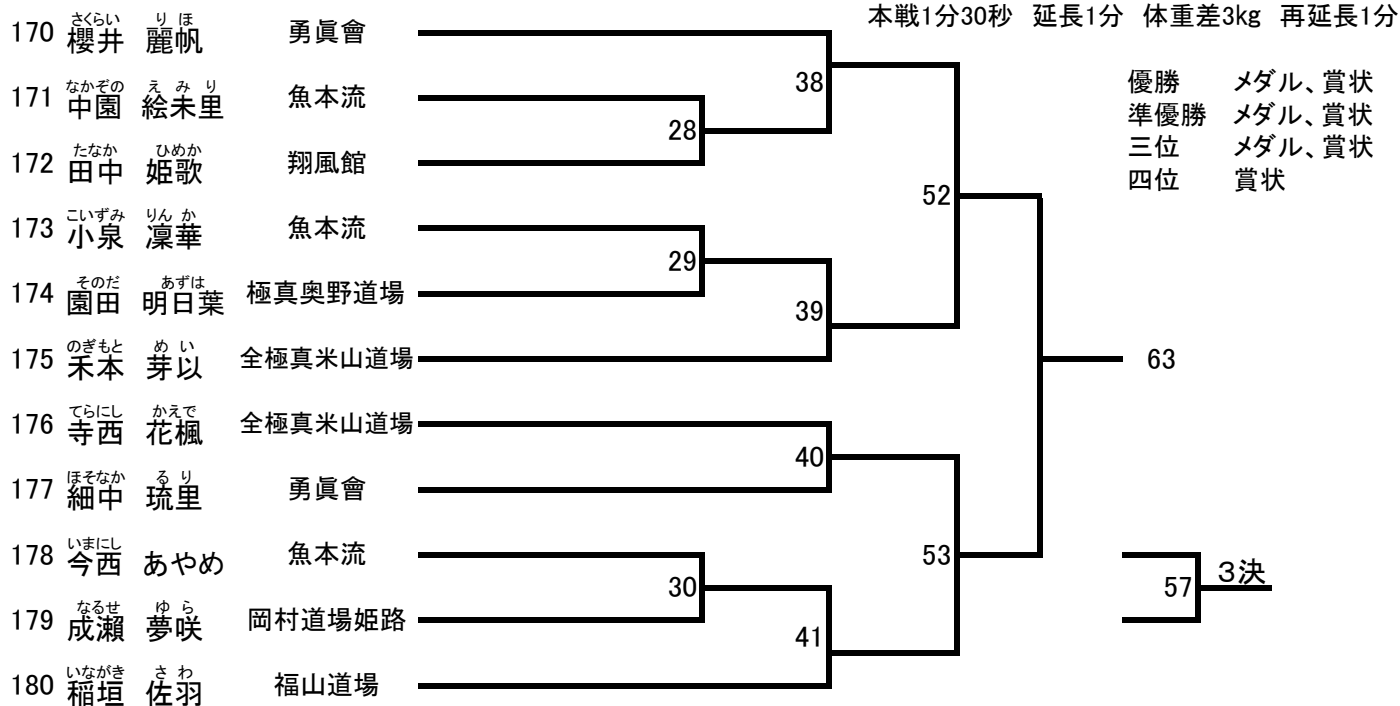 本戦1分30秒 延長1分 体重差3kg 再延長1分
優勝 メダル、賞状
準優勝 メダル、賞状
三位 メダル、賞状
四位 賞状
さくらい りほ
170 櫻井 麗帆 勇眞會
なかぞの えみり
171 中園 絵未里 魚本流
たなか ひめか
172 田中 姫歌 翔風館
こいずみ りんか
173 小泉 凜華 魚本流
そのだ あずは
174 園田 明日葉 極真奥野道場
のぎもと めい
175 禾本 芽以 全極真米山道場
てらにし かえで
176 寺西 花楓 全極真米山道場
ほそなか るり
177 細中 琉里 勇眞會
いまにし
178 今西 あやめ 魚本流
なるせ ゆら
179 成瀬 夢咲 岡村道場姫路
いながき さわ
180 稲垣 佐羽 福山道場
28
29
30
38
39
40
41
52
53
63
57 3決